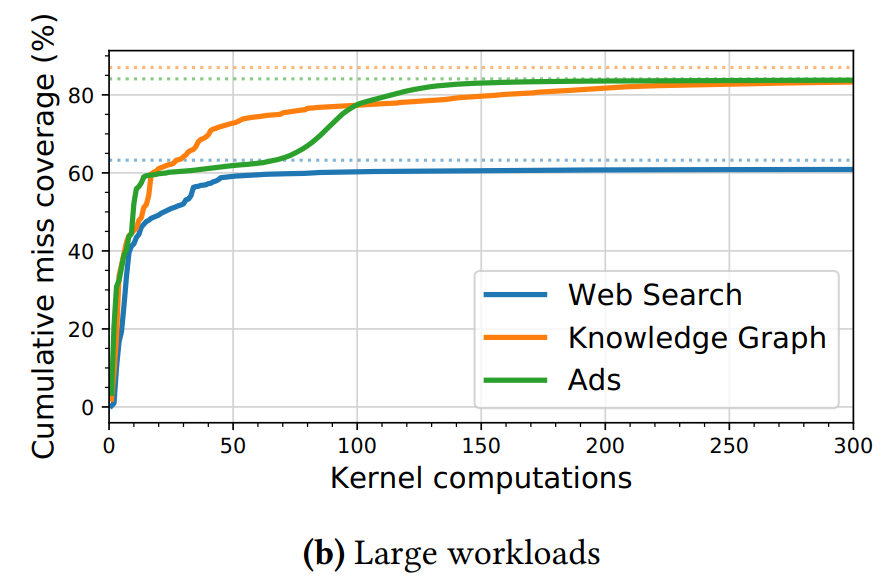 Cumulative miss coverage (%)
80
60
40
20
0
0 50 100 150 200 250 300
Kernel computations
Web Search
Knowledge Graph
Ads
(b) Large workloads